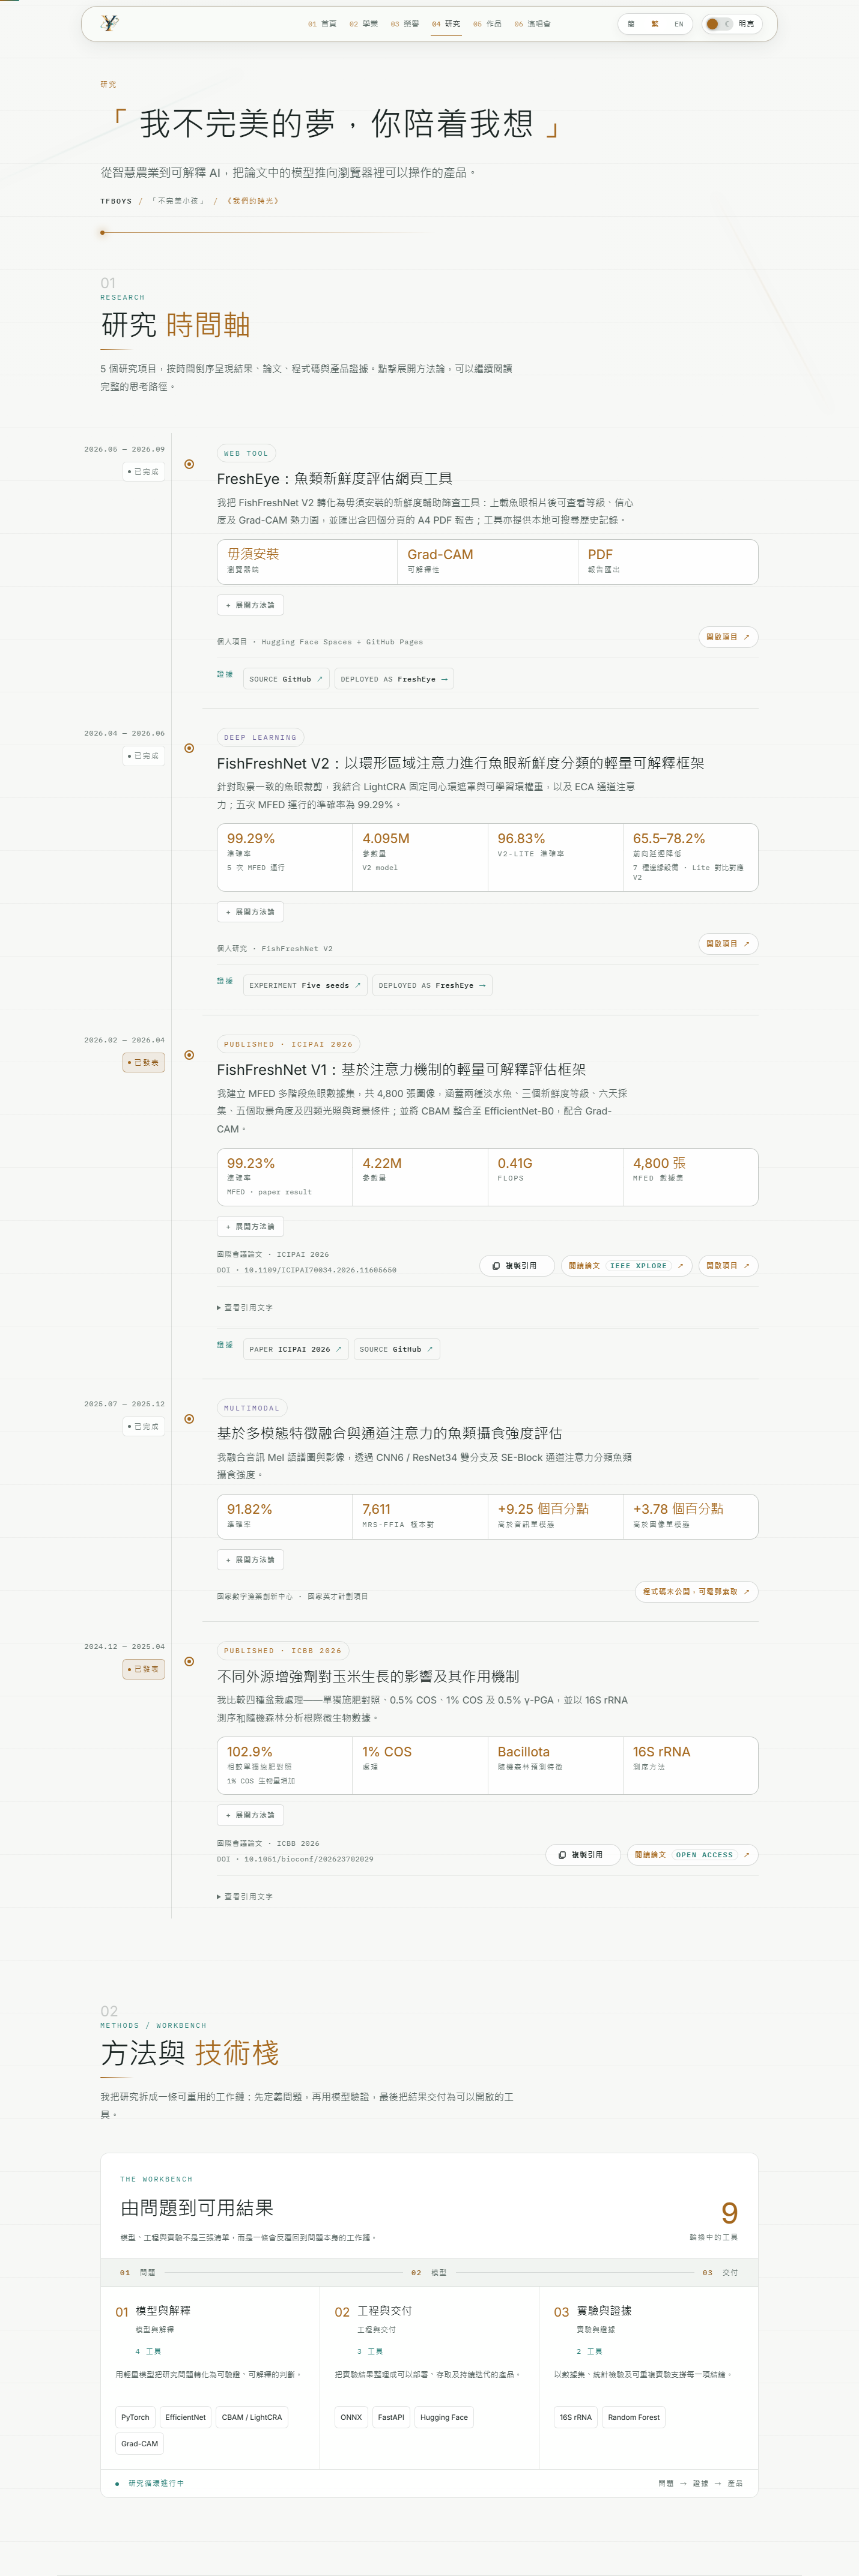 01 首頁 02 學業 03 榮譽 04 研究 05 作品 06 演唱會
簡 繁 EN
明亮
研究
「 我不完美的夢，你陪着我想 」
從智慧農業到可解釋 AI，把論文中的模型推向瀏覽器裡可以操作的產品。
TFBOYS / 「不完美小孩」 / 《我們的時光》
01
RESEARCH
研究 時間軸
5 個研究項目，按時間倒序呈現結果、論文、程式碼與產品證據。點擊展開方法論，可以繼續閱讀
完整的思考路徑。
2026.05 — 2026.09
已完成
WEB TOOL
FreshEye：魚類新鮮度評估網頁工具
我把 FishFreshNet V2 轉化為毋須安裝的新鮮度輔助篩查工具：上載魚眼相片後可查看等級、信心
度及 Grad-CAM 熱力圖，並匯出含四個分頁的 A4 PDF 報告；工具亦提供本地可搜尋歷史記錄。
毋須安裝
瀏覽器端
Grad-CAM
可解釋性
PDF
報告匯出
+ 展開方法論
個人項目 · Hugging Face Spaces + GitHub Pages
開啟項目 ↗
證據
SOURCE GitHub ↗
DEPLOYED AS FreshEye →
2026.04 — 2026.06
已完成
DEEP LEARNING
FishFreshNet V2：以環形區域注意力進行魚眼新鮮度分類的輕量可解釋框架
針對取景一致的魚眼裁剪，我結合 LightCRA 固定同心環遮罩與可學習環權重，以及 ECA 通道注意
力；五次 MFED 運行的準確率為 99.29%。
99.29%
準確率
5 次 MFED 運行
4.095M
參數量
V2 model
96.83%
V2-LITE 準確率
65.5–78.2%
前向延遲降低
7 種邊緣設備 · Lite 對比對應
V2
+ 展開方法論
個人研究 · FishFreshNet V2
開啟項目 ↗
證據
EXPERIMENT Five seeds ↗
DEPLOYED AS FreshEye →
2026.02 — 2026.04
已發表
PUBLISHED · ICIPAI 2026
FishFreshNet V1：基於注意力機制的輕量可解釋評估框架
我建立 MFED 多階段魚眼數據集，共 4,800 張圖像，涵蓋兩種淡水魚、三個新鮮度等級、六天採
集、五個取景角度及四類光照與背景條件；並將 CBAM 整合至 EfficientNet-B0，配合 Grad-
CAM。
99.23%
準確率
MFED · paper result
4.22M
參數量
0.41G
FLOPS
4,800 張
MFED 數據集
+ 展開方法論
國際會議論文 · ICIPAI 2026
DOI · 10.1109/ICIPAI70034.2026.11605650
複製引用
閱讀論文 IEEE XPLORE ↗
開啟項目 ↗
▶ 查看引用文字
證據
PAPER ICIPAI 2026 ↗
SOURCE GitHub ↗
2025.07 — 2025.12
已完成
MULTIMODAL
基於多模態特徵融合與通道注意力的魚類攝食強度評估
我融合音訊 Mel 語譜圖與影像，透過 CNN6 / ResNet34 雙分支及 SE-Block 通道注意力分類魚類
攝食強度。
91.82%
準確率
7,611
MRS-FFIA 樣本對
+9.25 個百分點
高於音訊單模態
+3.78 個百分點
高於圖像單模態
+ 展開方法論
國家數字漁業創新中心 · 國家英才計劃項目
程式碼未公開，可電郵索取 ↗
2024.12 — 2025.04
已發表
PUBLISHED · ICBB 2026
不同外源增強劑對玉米生長的影響及其作用機制
我比較四種盆栽處理——單獨施肥對照、0.5% COS、1% COS 及 0.5% γ-PGA，並以 16S rRNA
測序和隨機森林分析根際微生物數據。
102.9%
相較單獨施肥對照
1% COS 生物量增加
1% COS
處理
Bacillota
隨機森林預測特徵
16S rRNA
測序方法
+ 展開方法論
國際會議論文 · ICBB 2026
DOI · 10.1051/bioconf/202623702029
複製引用
閱讀論文 OPEN ACCESS ↗
▶ 查看引用文字
02
METHODS / WORKBENCH
方法與 技術棧
我把研究拆成一條可重用的工作鏈：先定義問題，再用模型驗證，最後把結果交付為可以開啟的工
具。
THE WORKBENCH
由問題到可用結果
模型、工程與實驗不是三張清單，而是一條會反覆回到問題本身的工作鏈。
9
輪播中的工具
01 問題
02 模型
03 交付
01 模型與解釋
模型與解釋
4 工具
用輕量模型把研究問題轉化為可驗證、可解釋的判斷。
PyTorch EfficientNet CBAM / LightCRA
Grad-CAM
02 工程與交付
工程與交付
3 工具
把實驗結果整理成可以部署、存取及持續迭代的產品。
ONNX FastAPI Hugging Face
03 實驗與證據
實驗與證據
2 工具
以數據集、統計檢驗及可重複實驗支撐每一項結論。
16S rRNA Random Forest
研究循環進行中
問題 → 證據 → 產品